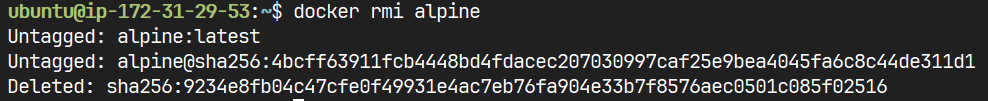 ubuntu@ip-172-31-29-53:~$ docker rmi alpine
Untagged: alpine:latest
Untagged: alpine@sha256:4bcff63911fcb4448bd4fdacec207030997caf25e9bea4045fa6c8c44de311d1
Deleted: sha256:9234e8fb04c47cfe0f49931e4ac7eb76fa904e33b7f8576aec0501c085f02516